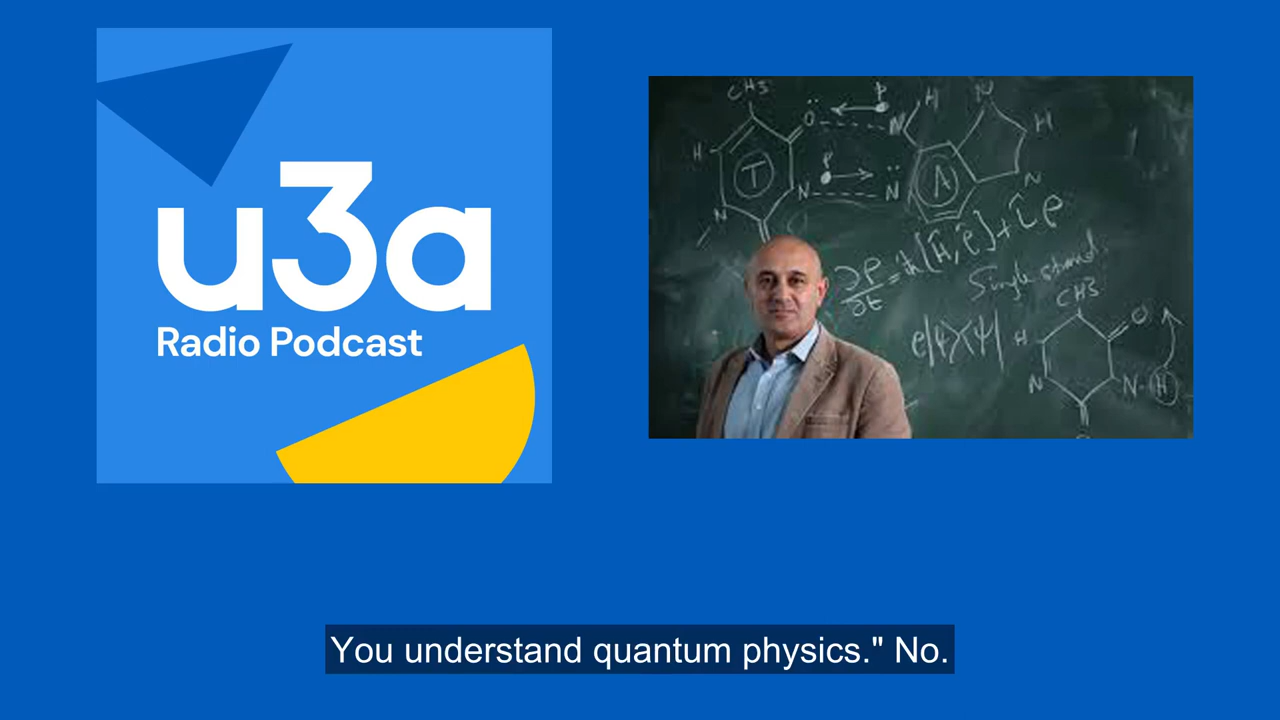 u3a
Radio Podcast
CH3
Ö
P
N
H
N
H
H
T
P
N
N̈
A
N
N
∂ρ/∂t = ħ[Ĥ, ρ̂] + L̂ρ
Single strand
CH3
O
H
e|ψ⟩⟨ψ|
N
N-H
You understand quantum physics." No.